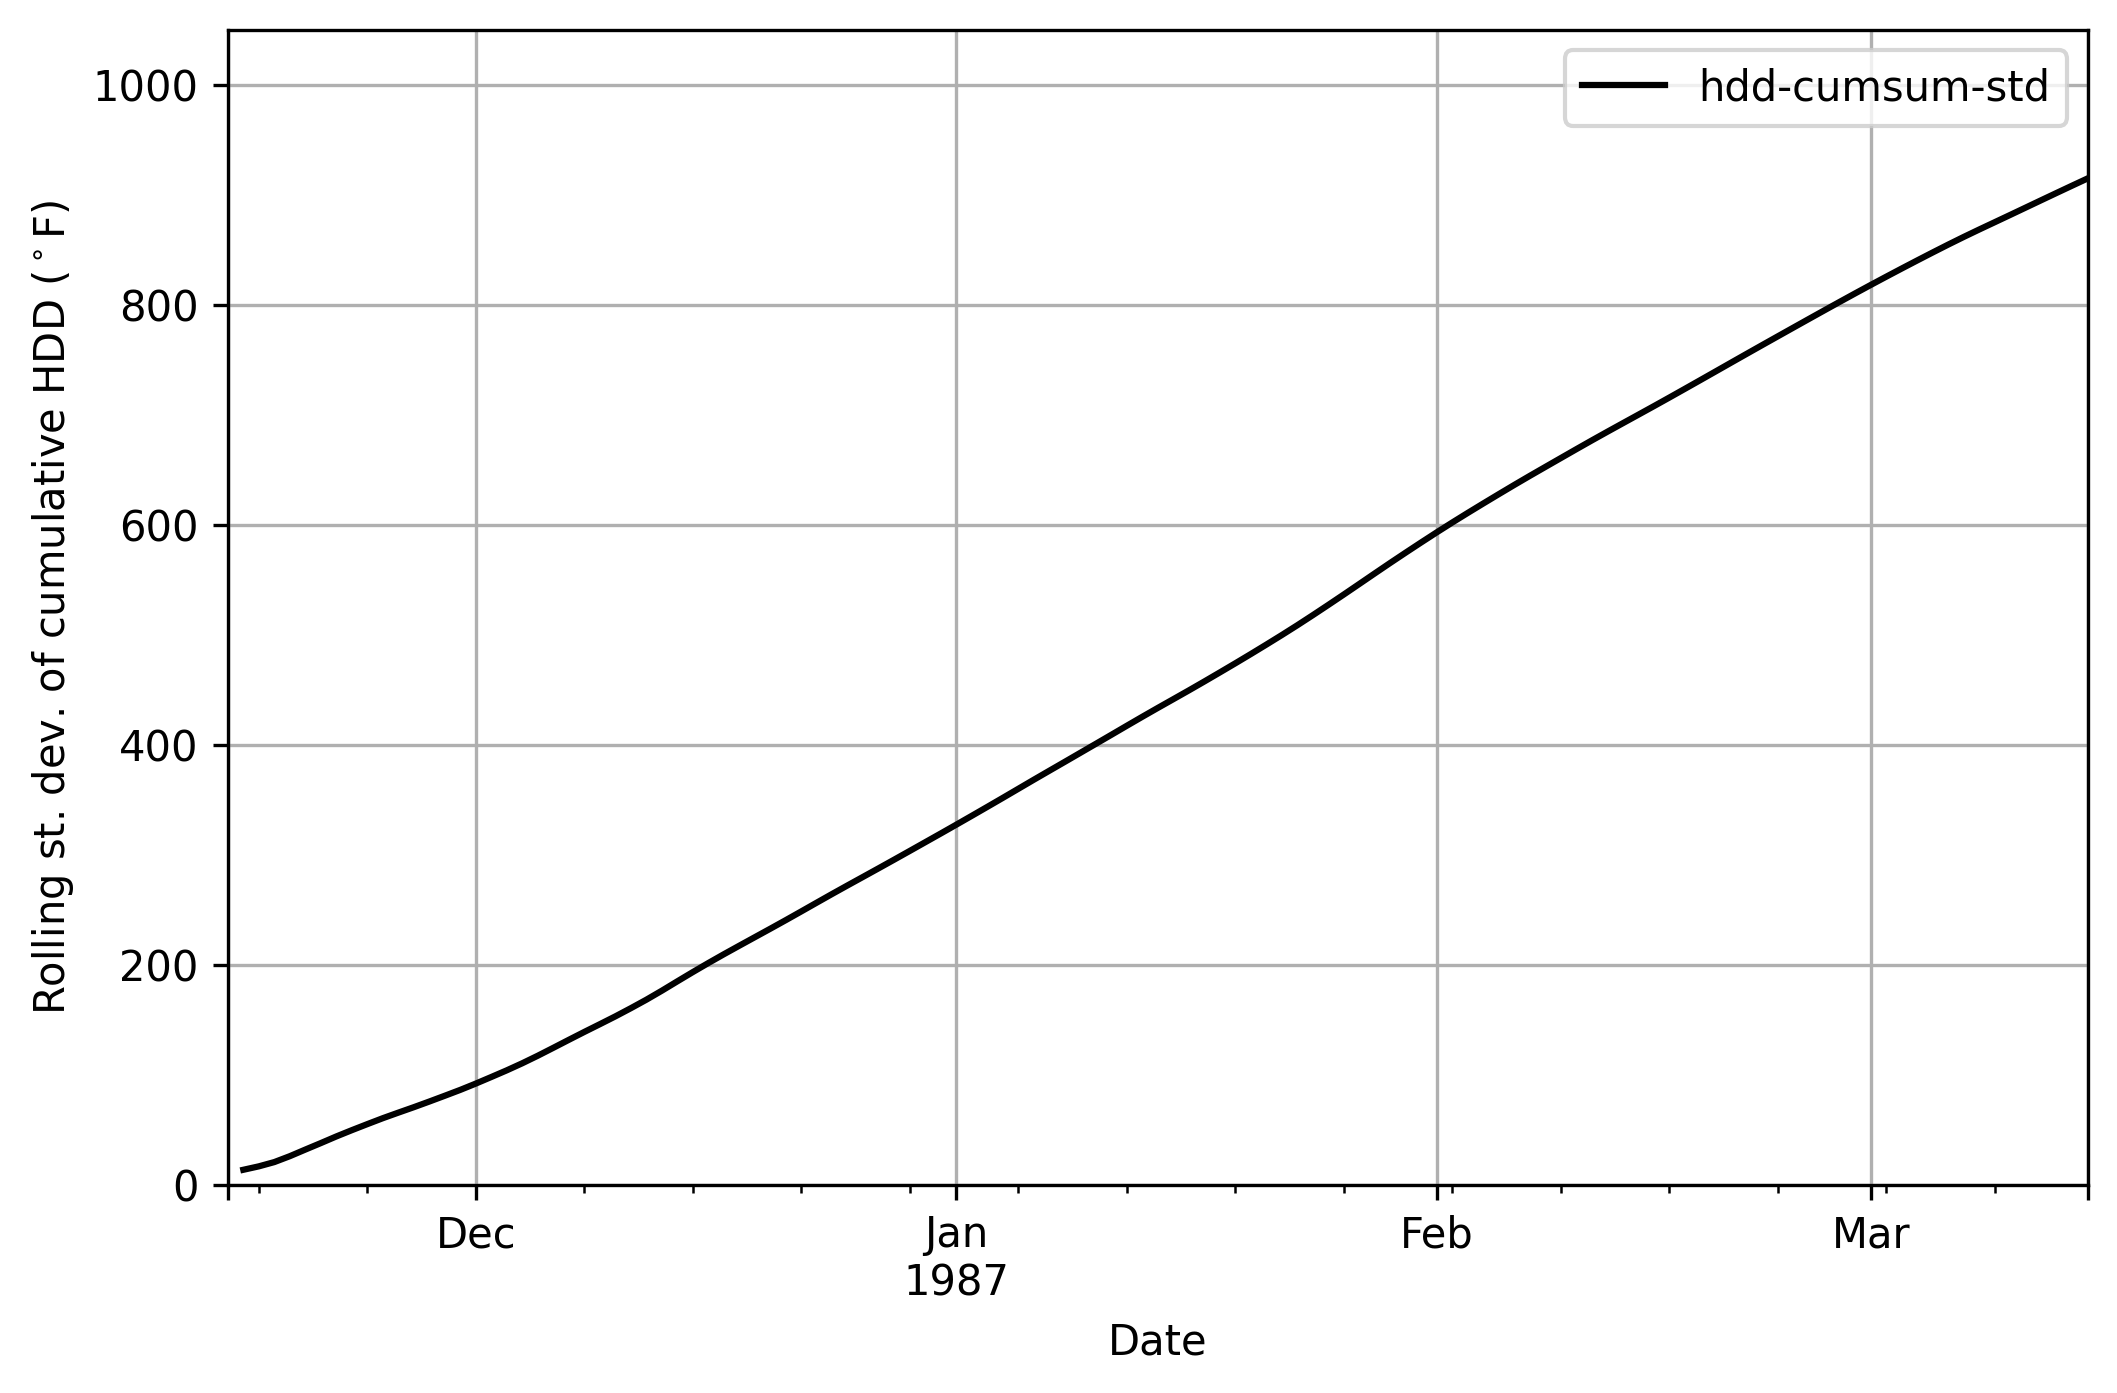 hdd-cumsum-std
Rolling st. dev. of cumulative HDD (°F)
1000
800
600
400
200
0
Dec
Jan
1987
Feb
Mar
Date